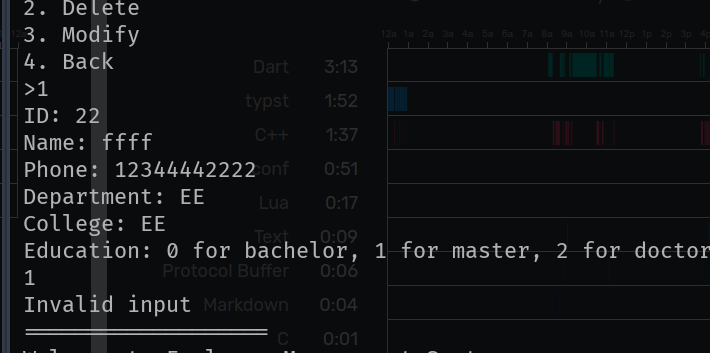 2. Delete
3. Modify
4. Back
>1
ID: 22
Name: ffff
Phone: 12344442222
Department: EE
College: EE
Education: 0 for bachelor, 1 for master, 2 for doctor
1
Invalid input
====================
12a 1a 2a 3a 4a 5a 6a 7a 8a 9a 10a 11a 12p 1p 2p 3p 4p
Dart 3:13
typst 1:52
C++ 1:37
conf 0:51
Lua 0:17
Text 0:09
Protocol Buffer 0:06
Markdown 0:04
C 0:01